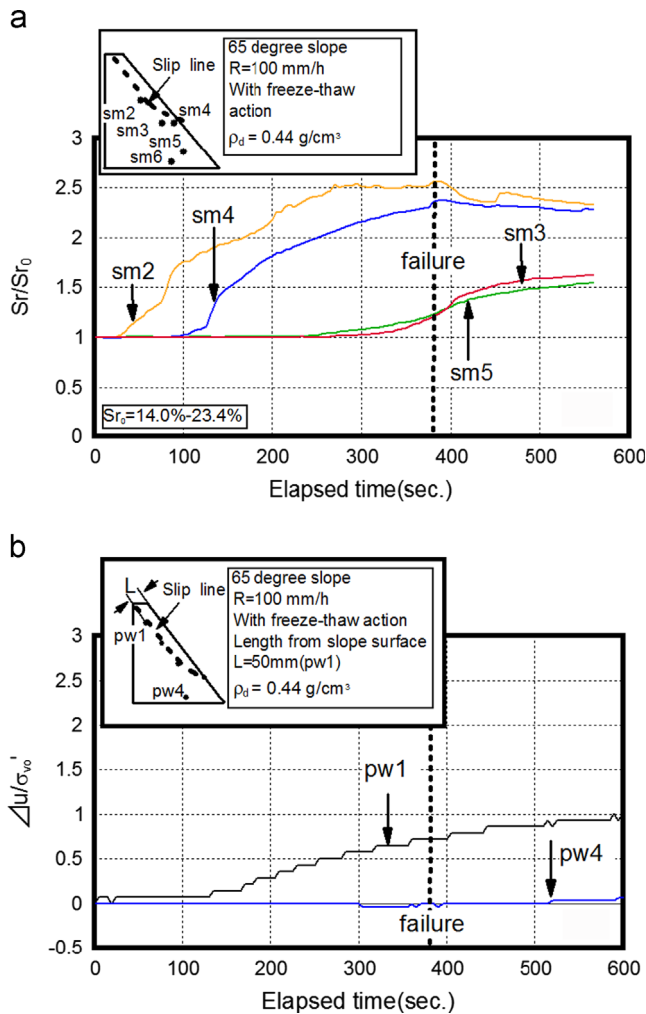 a
65 degree slope
R=100 mm/h
With freeze-thaw
action
ρd = 0.44 g/cm³
Slip line
sm2
sm4
sm3
sm5
sm6
3
2.5
2
1.5
1
0.5
0
Sr/Sr₀
sm2
sm4
failure
sm3
sm5
Sr₀=14.0%-23.4%
0 100 200 300 400 500 600
Elapsed time(sec.)
b
65 degree slope
R=100 mm/h
With freeze-thaw action
Length from slope surface
L=50mm(pw1)
ρd = 0.44 g/cm³
L
Slip line
pw1
pw4
3
2.5
2
1.5
1
0.5
0
-0.5
⊿u/σvo'
pw1
pw4
failure
0 100 200 300 400 500 600
Elapsed time(sec.)